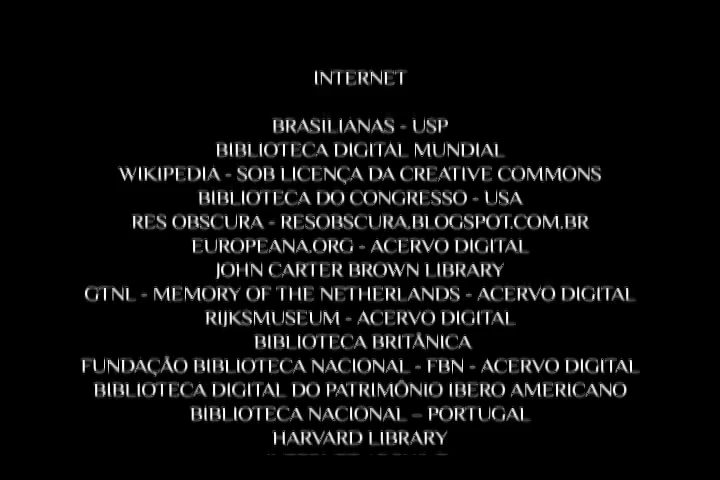 INTERNET
BRASILIANAS - USP
BIBLIOTECA DIGITAL MUNDIAL
WIKIPEDIA - SOB LICENÇA DA CREATIVE COMMONS
BIBLIOTECA DO CONGRESSO - USA
RES OBSCURA - RESOBSCURA.BLOGSPOT.COM.BR
EUROPEANA.ORG - ACERVO DIGITAL
JOHN CARTER BROWN LIBRARY
GTNL - MEMORY OF THE NETHERLANDS - ACERVO DIGITAL
RIJKSMUSEUM - ACERVO DIGITAL
BIBLIOTECA BRITÂNICA
FUNDAÇÃO BIBLIOTECA NACIONAL - FBN - ACERVO DIGITAL
BIBLIOTECA DIGITAL DO PATRIMÔNIO IBERO AMERICANO
BIBLIOTECA NACIONAL – PORTUGAL
HARVARD LIBRARY